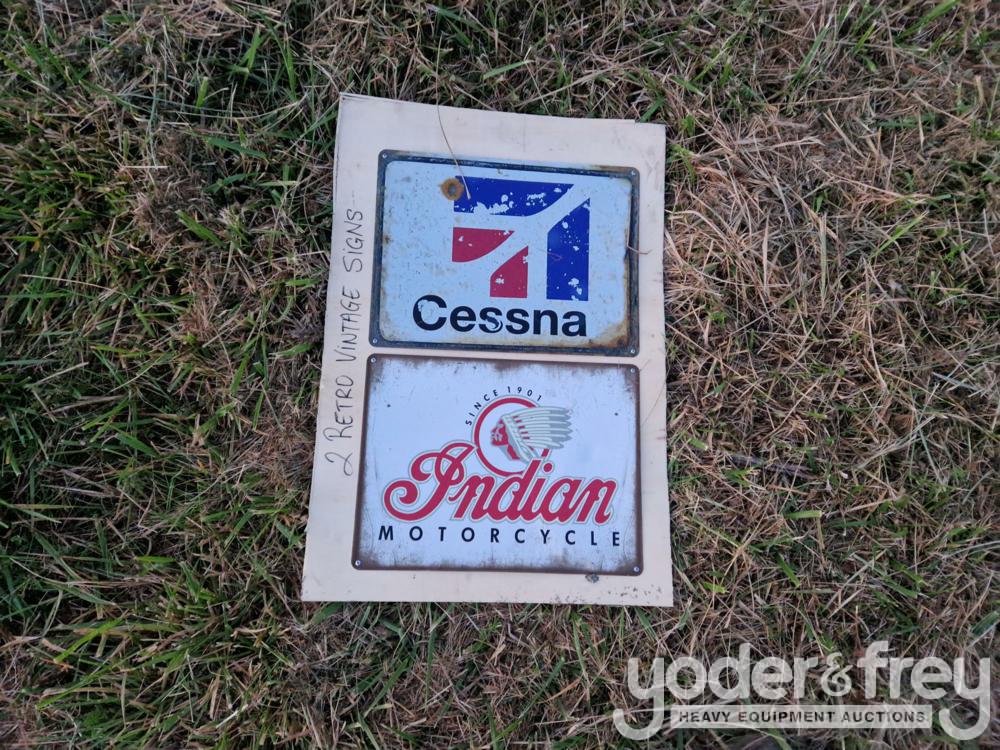 2 RETRO VINTAGE SIGNS
Cessna
SINCE 1901
Indian
MOTORCYCLE
yoder&frey
HEAVY EQUIPMENT AUCTIONS